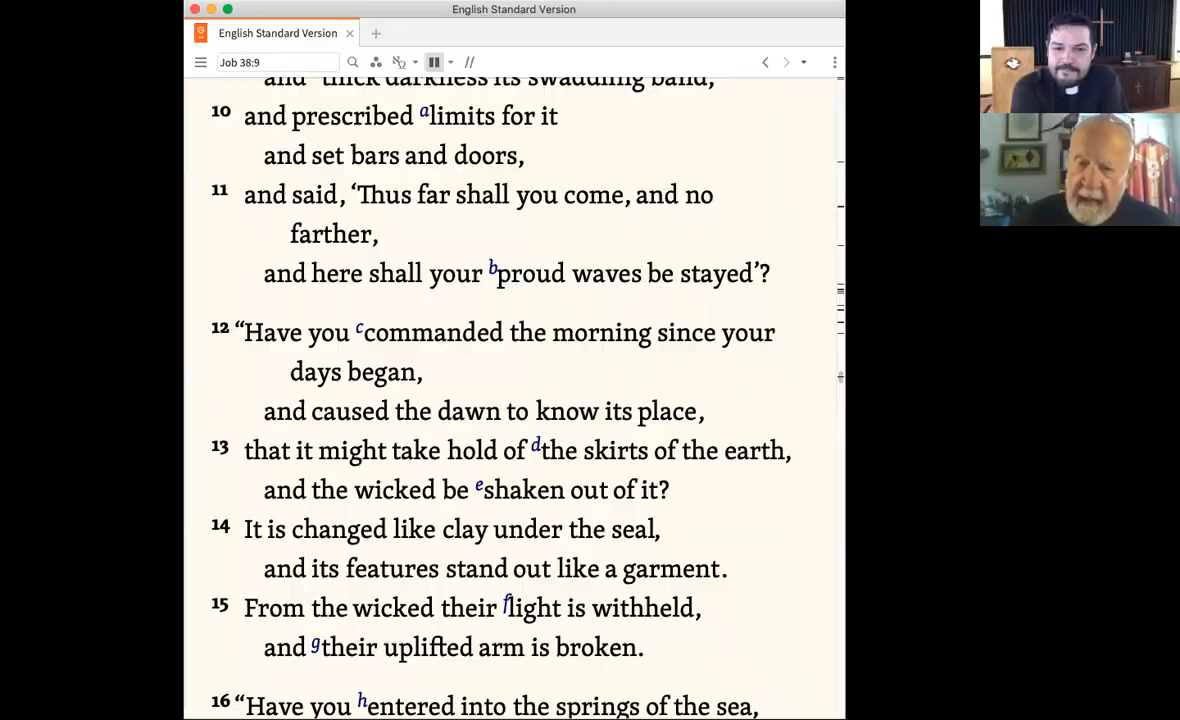 English Standard Version
English Standard Version
Job 38:9
and thick darkness its swaddling band,
10 and prescribed a limits for it
and set bars and doors,
11 and said, ‘Thus far shall you come, and no
farther,
and here shall your b proud waves be stayed’?
12 “Have you c commanded the morning since your
days began,
and caused the dawn to know its place,
13 that it might take hold of d the skirts of the earth,
and the wicked be e shaken out of it?
14 It is changed like clay under the seal,
and its features stand out like a garment.
15 From the wicked their f light is withheld,
and g their uplifted arm is broken.
16 “Have you h entered into the springs of the sea,